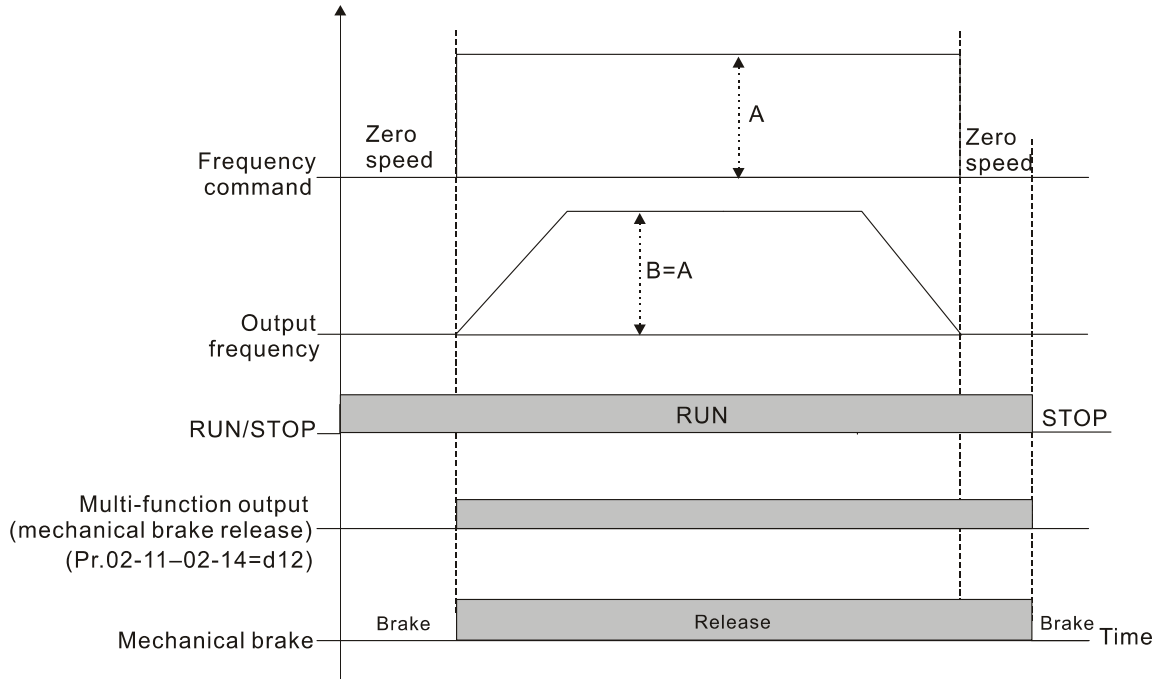 A
Zero
speed
Zero
speed
Frequency
command
B=A
Output
frequency
RUN
RUN/STOP
STOP
Multi-function output
(mechanical brake release)
(Pr.02-11–02-14=d12)
Brake
Release
Brake
Mechanical brake
Time